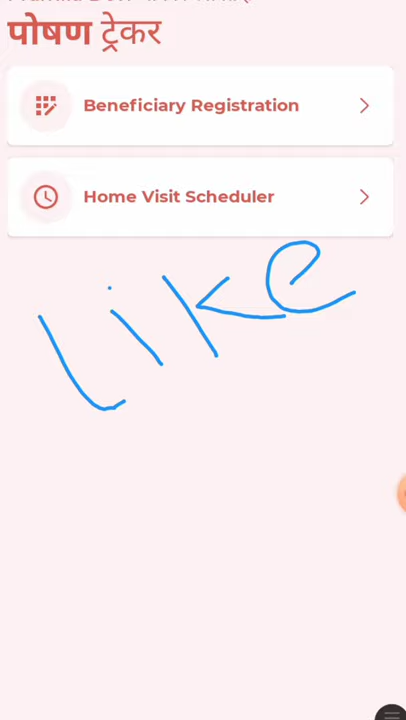 पोषण ट्रेकर
Beneficiary Registration
Home Visit Scheduler
Like